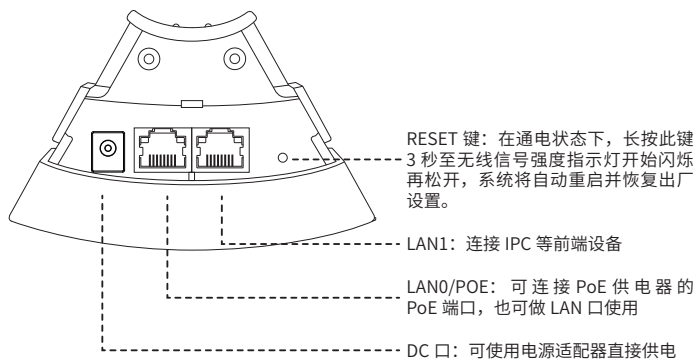 RESET 键：在通电状态下，长按此键
3 秒至无线信号强度指示灯开始闪烁
再松开，系统将自动重启并恢复出厂
设置。
LAN1：连接 IPC 等前端设备
LAN0/POE：可连接 PoE 供电器的
PoE 端口，也可做 LAN 口使用
DC 口：可使用电源适配器直接供电